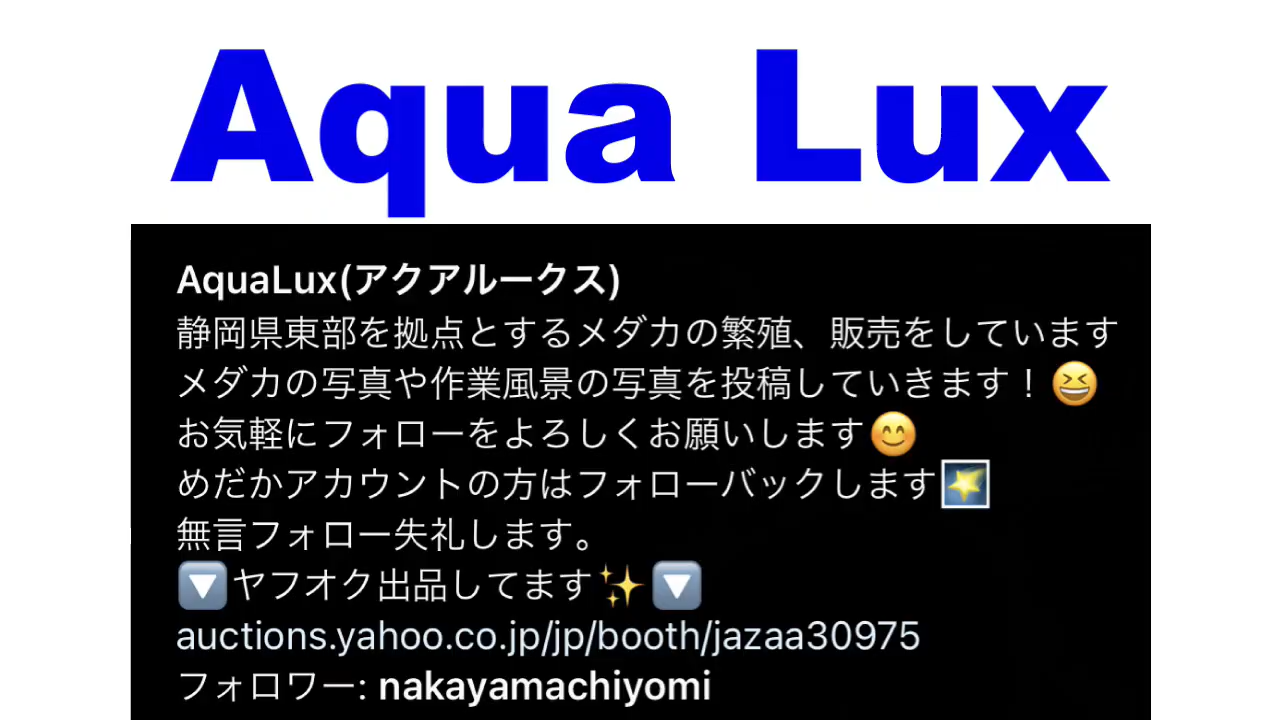 Aqua Lux
AquaLux(アクアルークス)
静岡県東部を拠点とするメダカの繁殖、販売をしています
メダカの写真や作業風景の写真を投稿していきます！😆
お気軽にフォローをよろしくお願いします😊
めだかアカウントの方はフォローバックします🌠
無言フォロー失礼します。
🔽ヤフオク出品してます✨🔽
auctions.yahoo.co.jp/jp/booth/jazaa30975
フォロワー: nakayamachiyomi